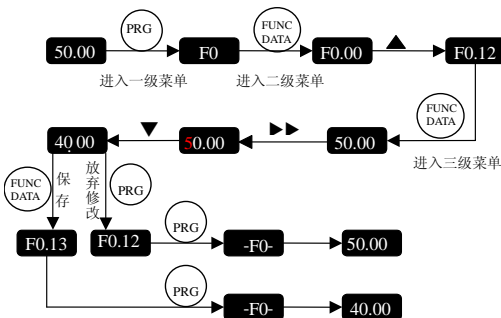 PRG
FUNC
DATA
50.00
F0
F0.00
F0.12
进入一级菜单
进入二级菜单
FUNC
DATA
进入三级菜单
40.00
50.00
50.00
FUNC
DATA
保存
放弃修改
PRG
F0.13
F0.12
PRG
-F0-
50.00
PRG
-F0-
40.00